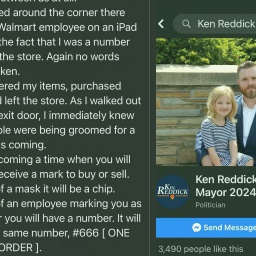 ed around the corner there
Walmart employee on an iPad
the fact that I was a number
the store. Again no words
ken.
ered my items, purchased
d left the store. As I walked out
exit door, I immediately knew
ple were being groomed for a
s coming.
coming a time when you will
eceive a mark to buy or sell.
f a mask it will be a chip.
f an employee marking you as
r you will have a number. It will
same number, #666 [ ONE
ORDER ].
Ken Reddick
KEN
REDDICK
Ken Reddick
Mayor 2024
Politician
Send Message
3,490 people like this